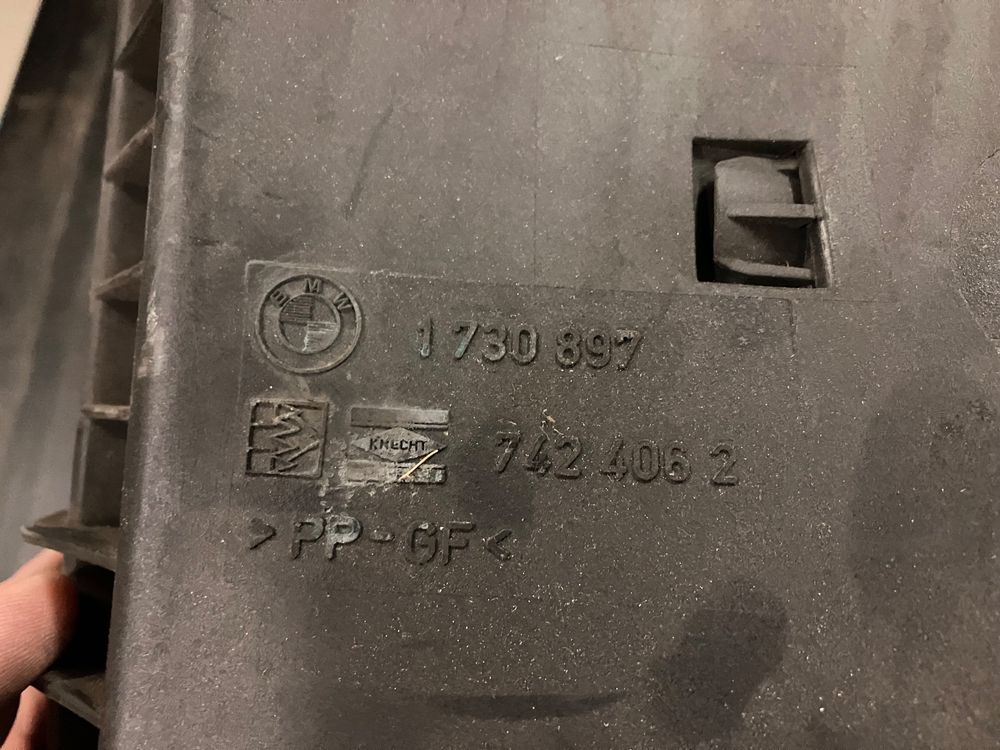 BMW 1 730 897
KNECHT 742 406 2
>PP-GF<